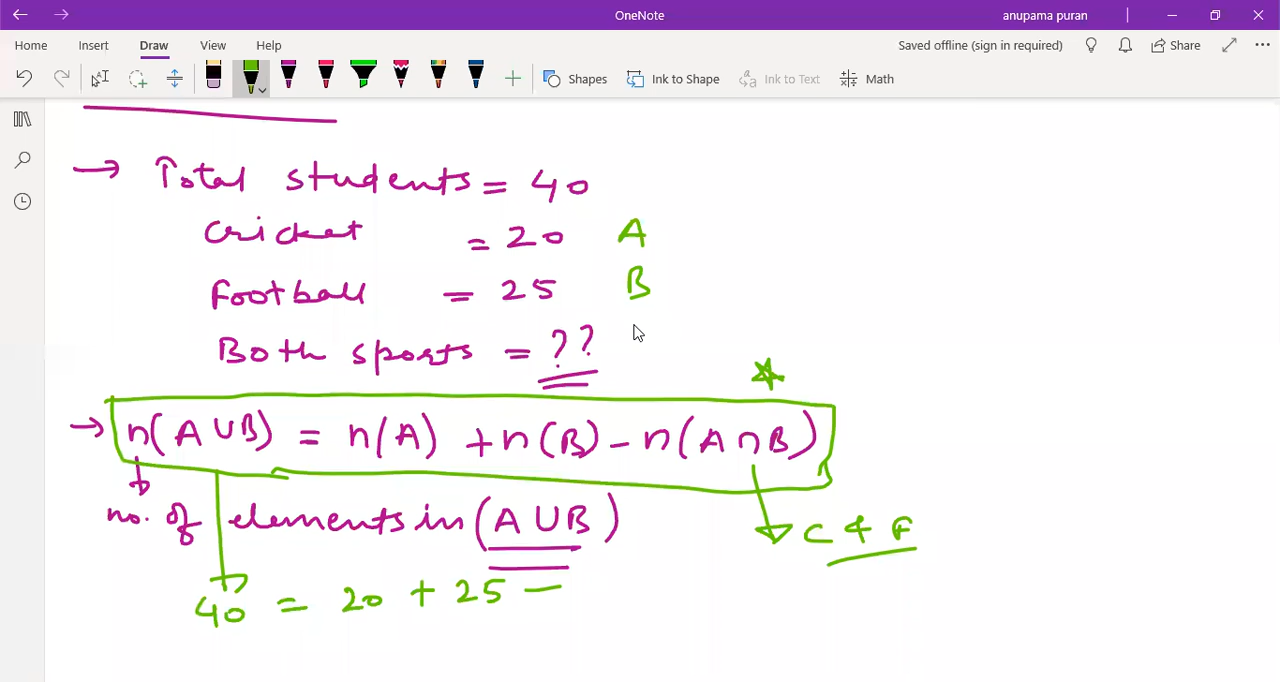 OneNote
anupama puran
Home Insert Draw View Help
Saved offline (sign in required) Share
Shapes Ink to Shape Ink to Text Math
→ Total students = 40
Cricket = 20 A
Football = 25 B
Both sports = ??
→ n(A∪B) = n(A) + n(B) - n(A∩B)
no. of elements in (A∪B)
C & F
40 = 20 + 25 -